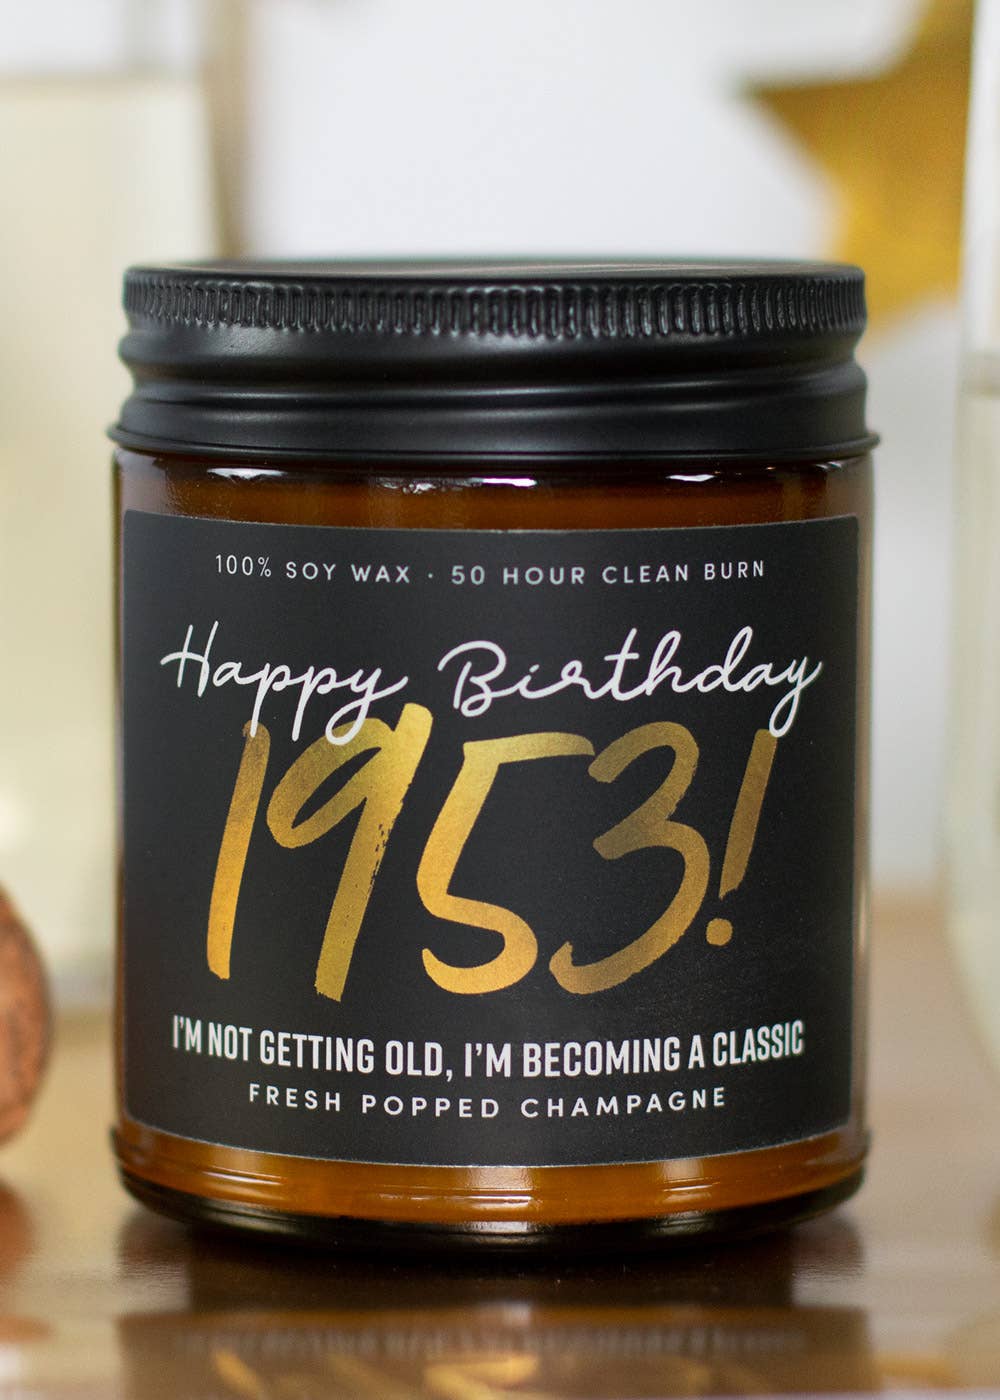 100% SOY WAX · 50 HOUR CLEAN BURN
Happy Birthday
1953!
I'M NOT GETTING OLD, I'M BECOMING A CLASSIC
FRESH POPPED CHAMPAGNE